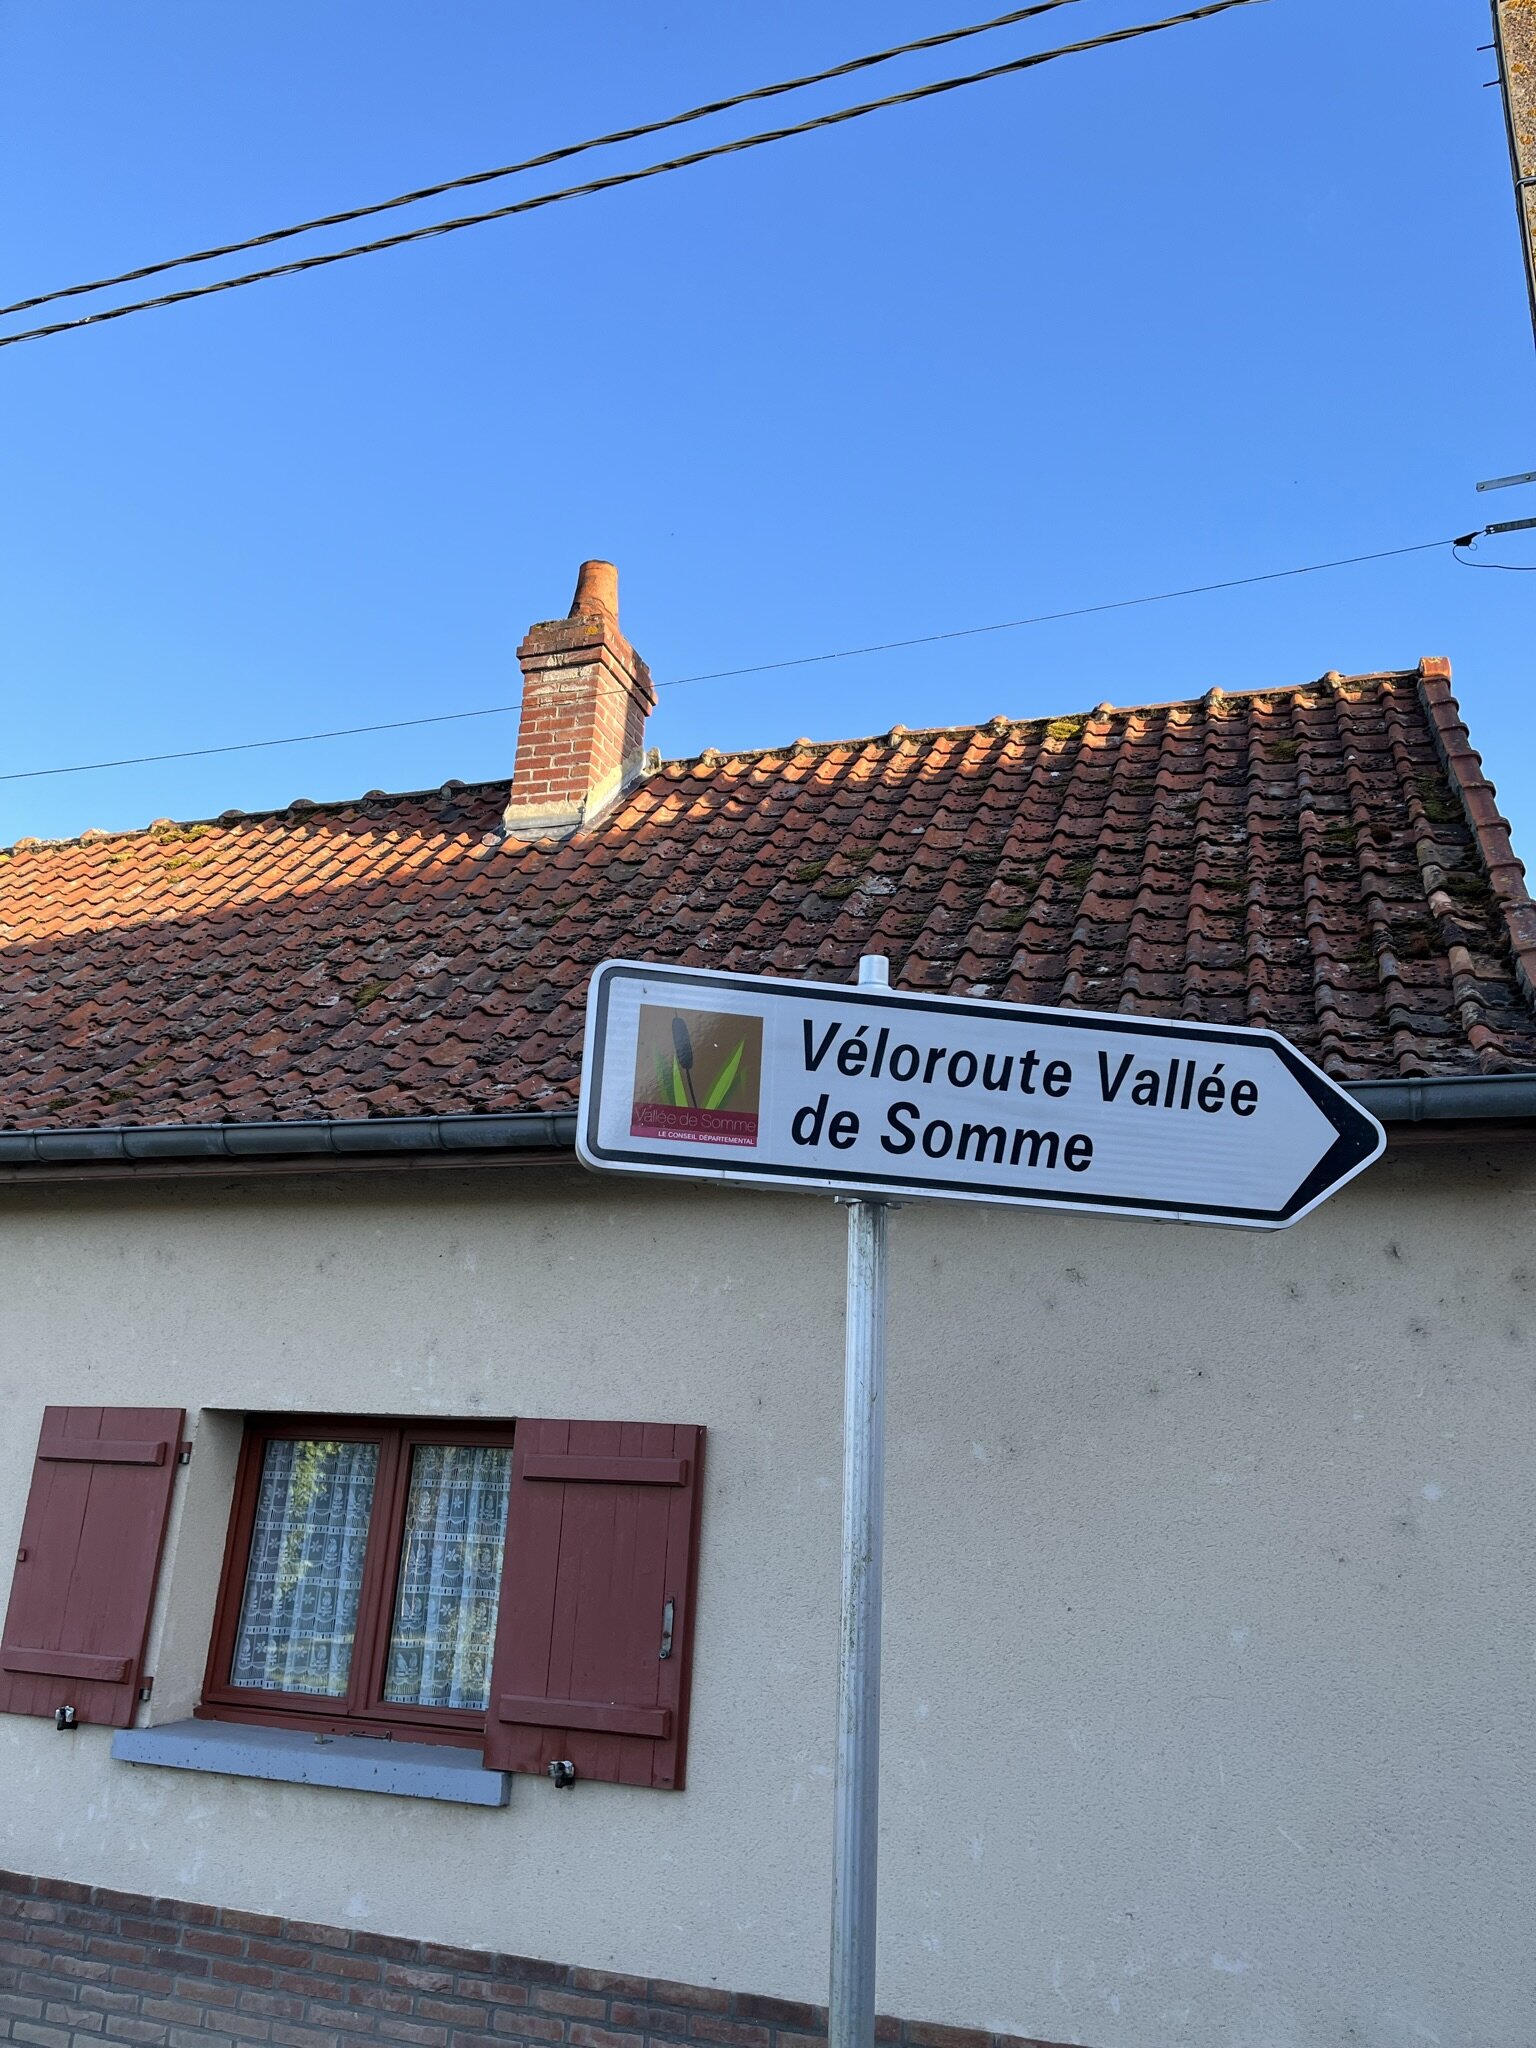 Véloroute Vallée
de Somme
Vallée de Somme
LE CONSEIL DÉPARTEMENTAL